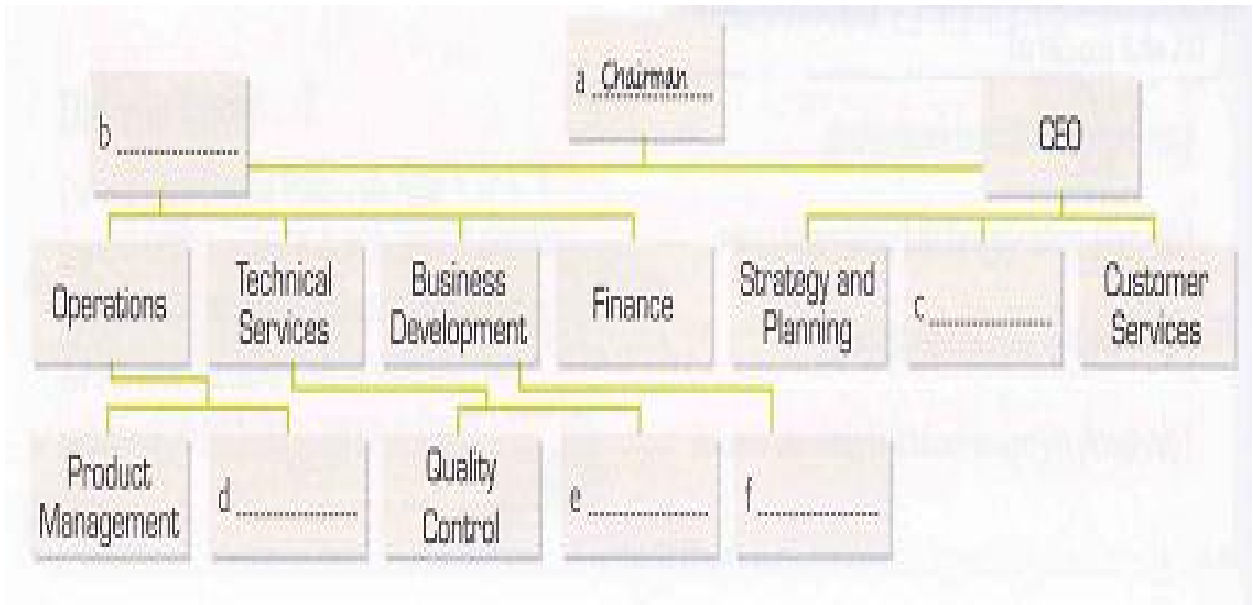 a Chairman
b
CEO
Operations
Technical
Services
Business
Development
Finance
Strategy and
Planning
c
Customer
Services
Product
Management
d
Quality
Control
e
f